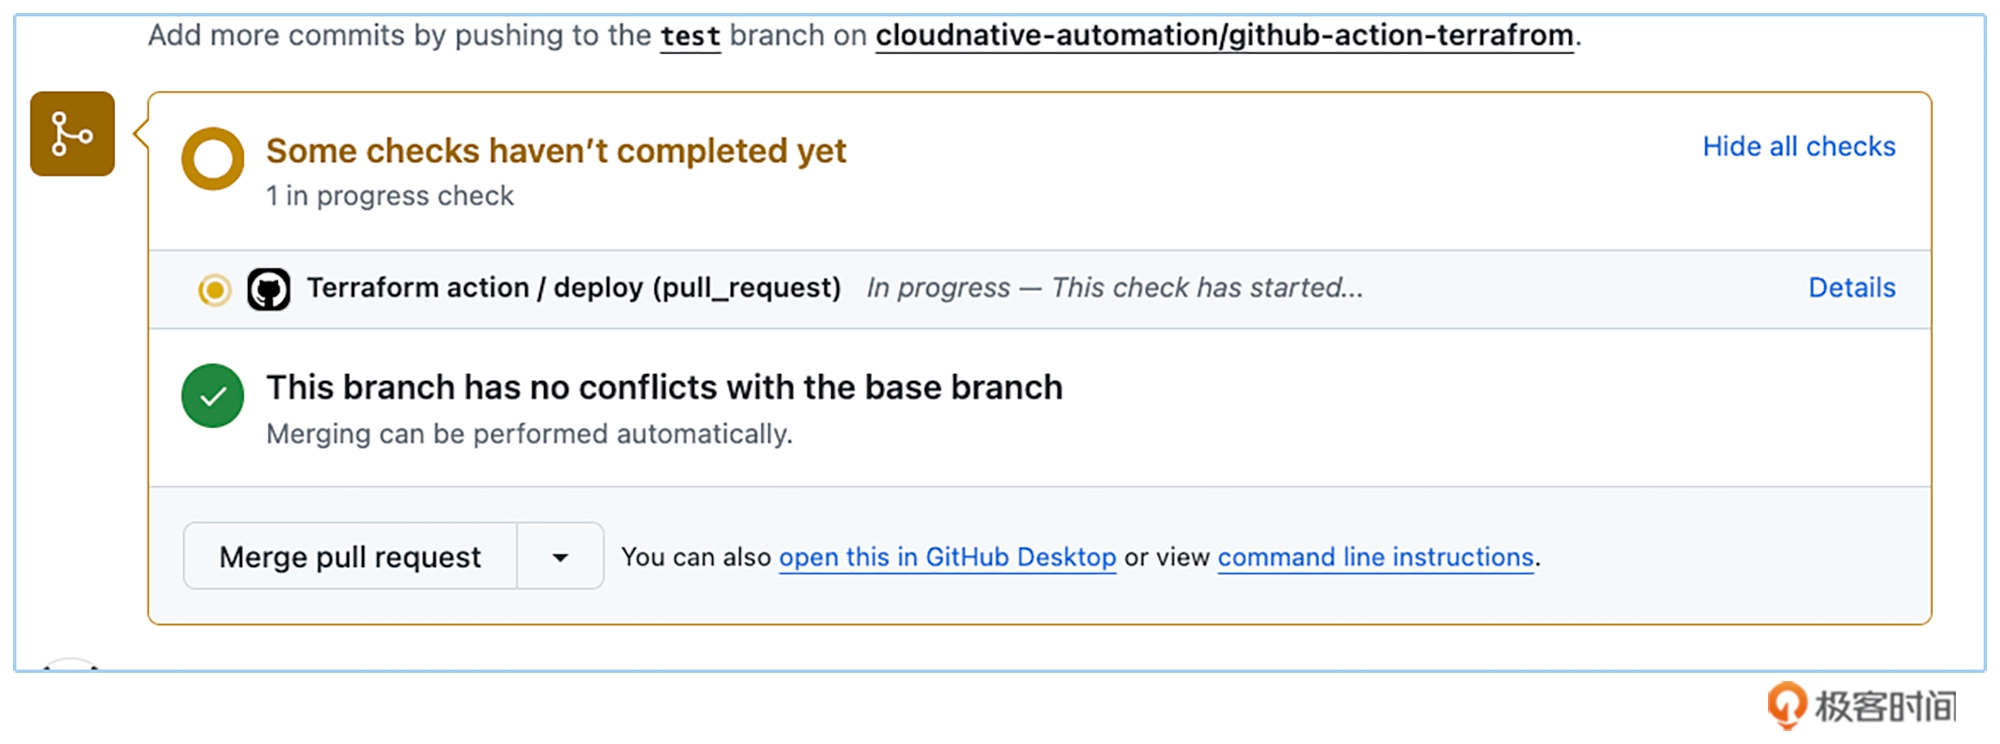 Add more commits by pushing to the test branch on cloudnative-automation/github-action-terrafrom.
Some checks haven't completed yet
Hide all checks
1 in progress check
Terraform action / deploy (pull_request) In progress — This check has started...
Details
This branch has no conflicts with the base branch
Merging can be performed automatically.
Merge pull request
You can also open this in GitHub Desktop or view command line instructions.
极客时间